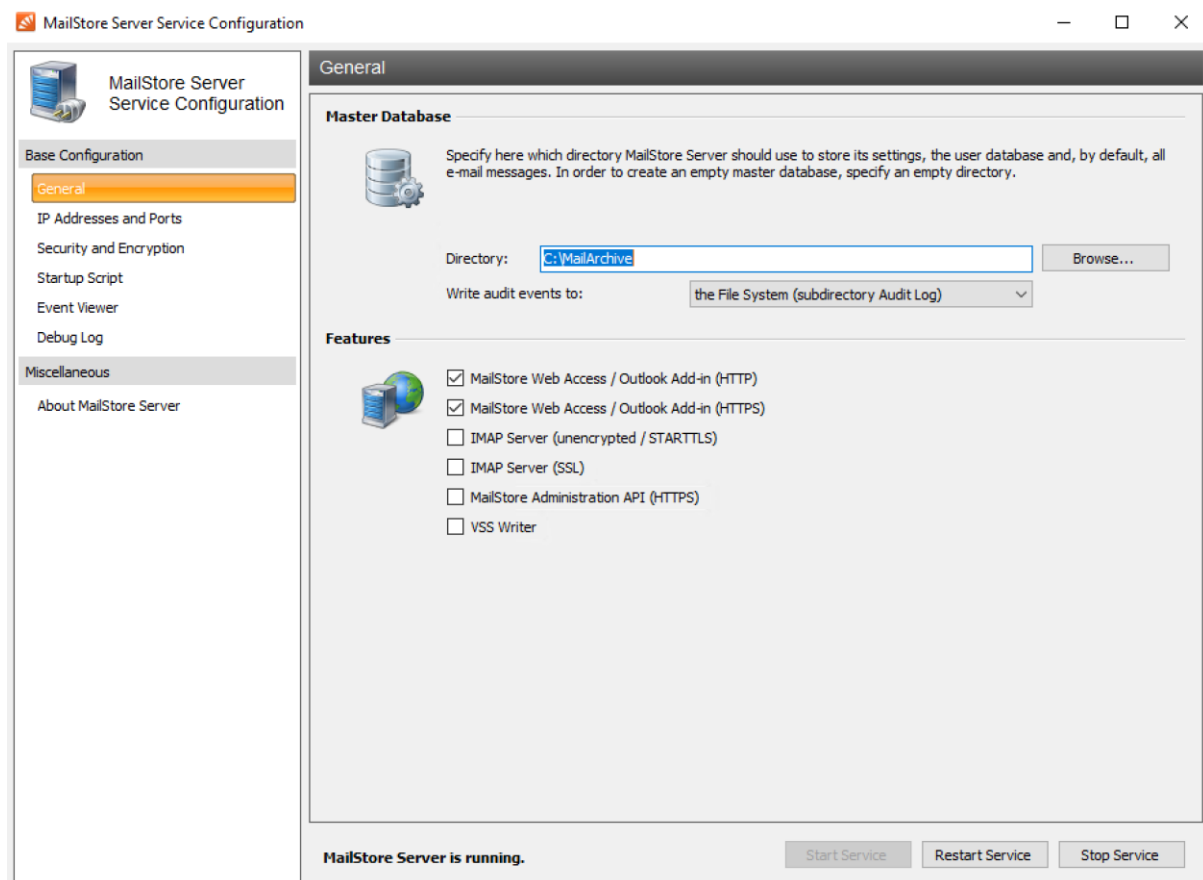 MailStore Server Service Configuration
MailStore Server
Service Configuration
Base Configuration
General
IP Addresses and Ports
Security and Encryption
Startup Script
Event Viewer
Debug Log
Miscellaneous
About MailStore Server
General
Master Database
Specify here which directory MailStore Server should use to store its settings, the user database and, by default, all
e-mail messages. In order to create an empty master database, specify an empty directory.
Directory: C:\MailArchive Browse...
Write audit events to: the File System (subdirectory Audit Log)
Features
MailStore Web Access / Outlook Add-in (HTTP)
MailStore Web Access / Outlook Add-in (HTTPS)
IMAP Server (unencrypted / STARTTLS)
IMAP Server (SSL)
MailStore Administration API (HTTPS)
VSS Writer
MailStore Server is running. Start Service Restart Service Stop Service